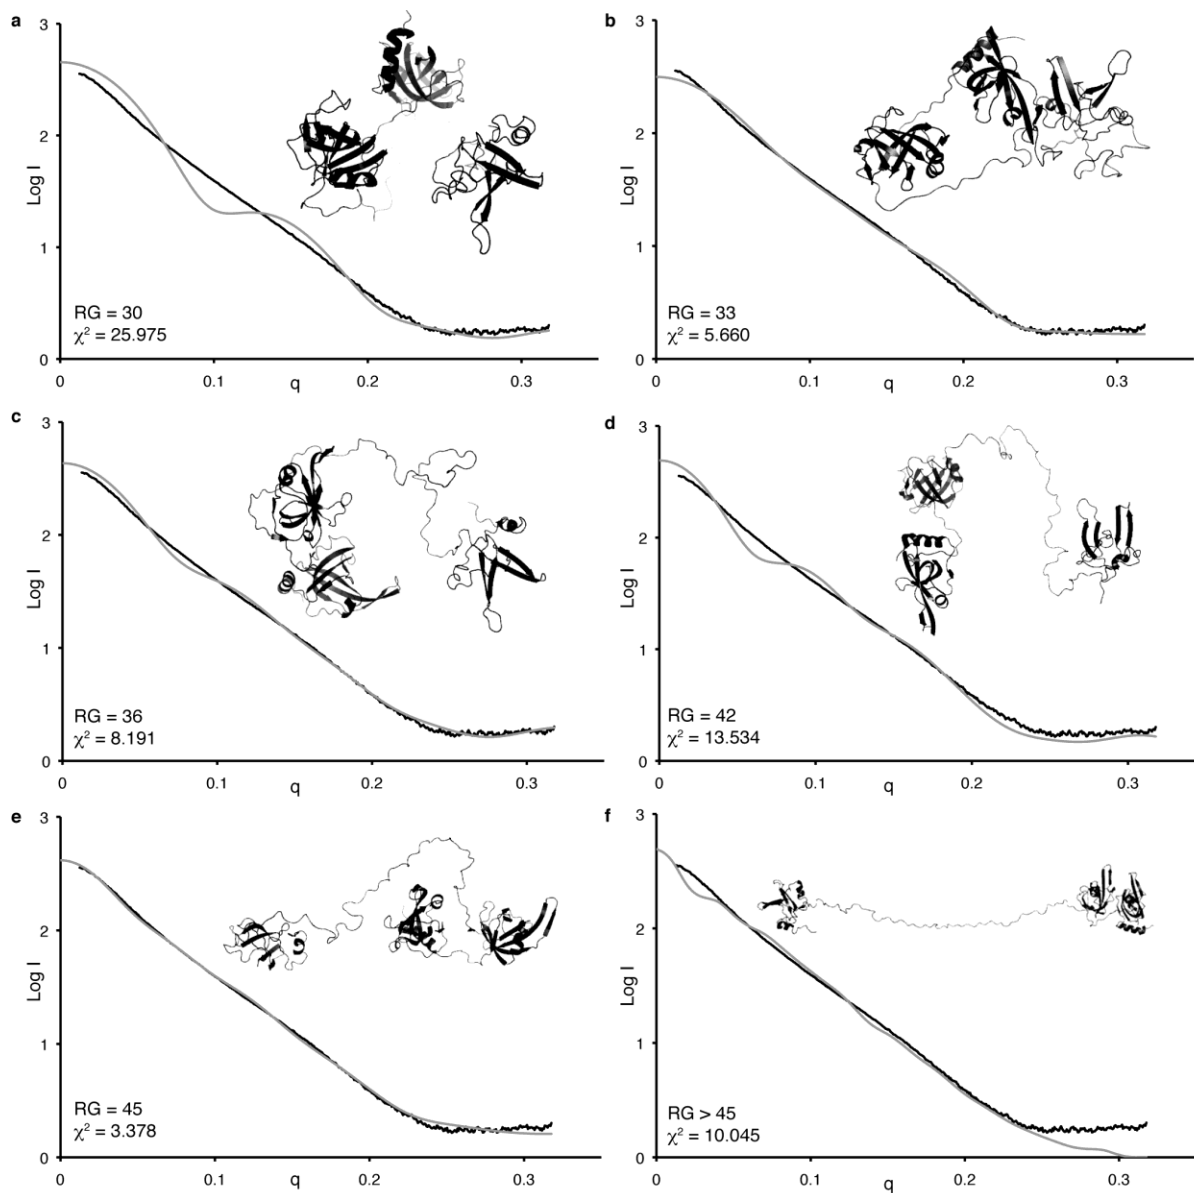 a
3
2
1
0
Log I
RG = 30
χ² = 25.975
0
0.1
0.2
0.3
q
b
3
2
1
0
Log I
RG = 33
χ² = 5.660
0
0.1
0.2
0.3
q
c
3
2
1
0
Log I
RG = 36
χ² = 8.191
0
0.1
0.2
0.3
q
d
3
2
1
0
Log I
RG = 42
χ² = 13.534
0
0.1
0.2
0.3
q
e
3
2
1
0
Log I
RG = 45
χ² = 3.378
0
0.1
0.2
0.3
q
f
3
2
1
0
Log I
RG > 45
χ² = 10.045
0
0.1
0.2
0.3
q